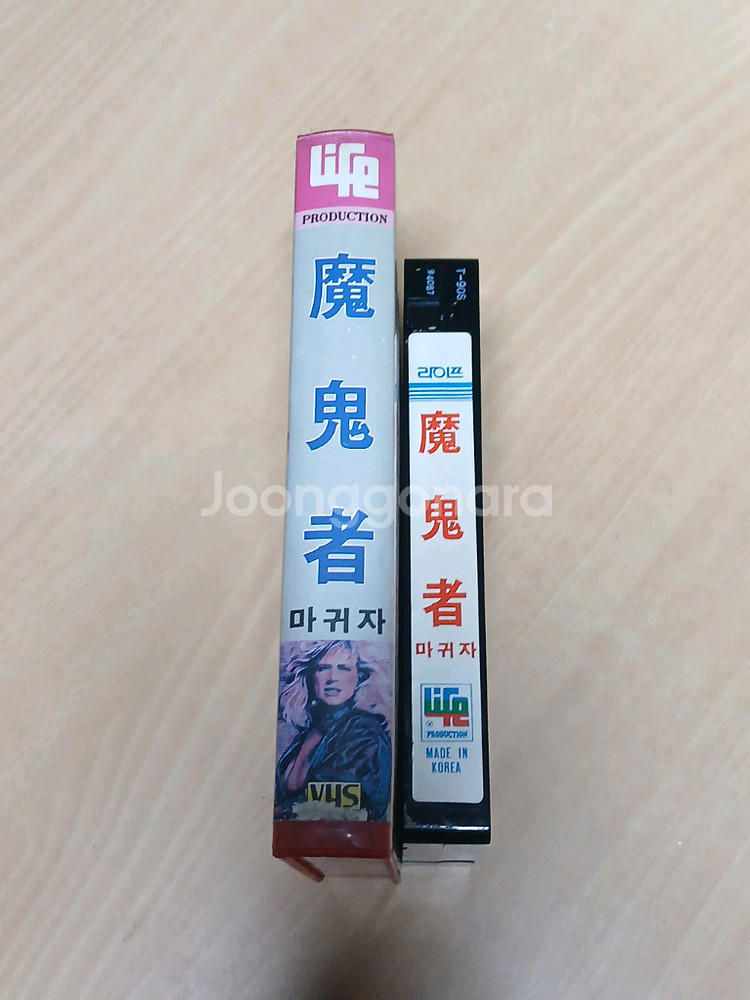 Life
PRODUCTION
魔
鬼
者
마귀자
VHS
T-90S
94087
라이프
魔
鬼
者
마귀자
Life
PRODUCTION
MADE IN
KOREA
Joonggonara